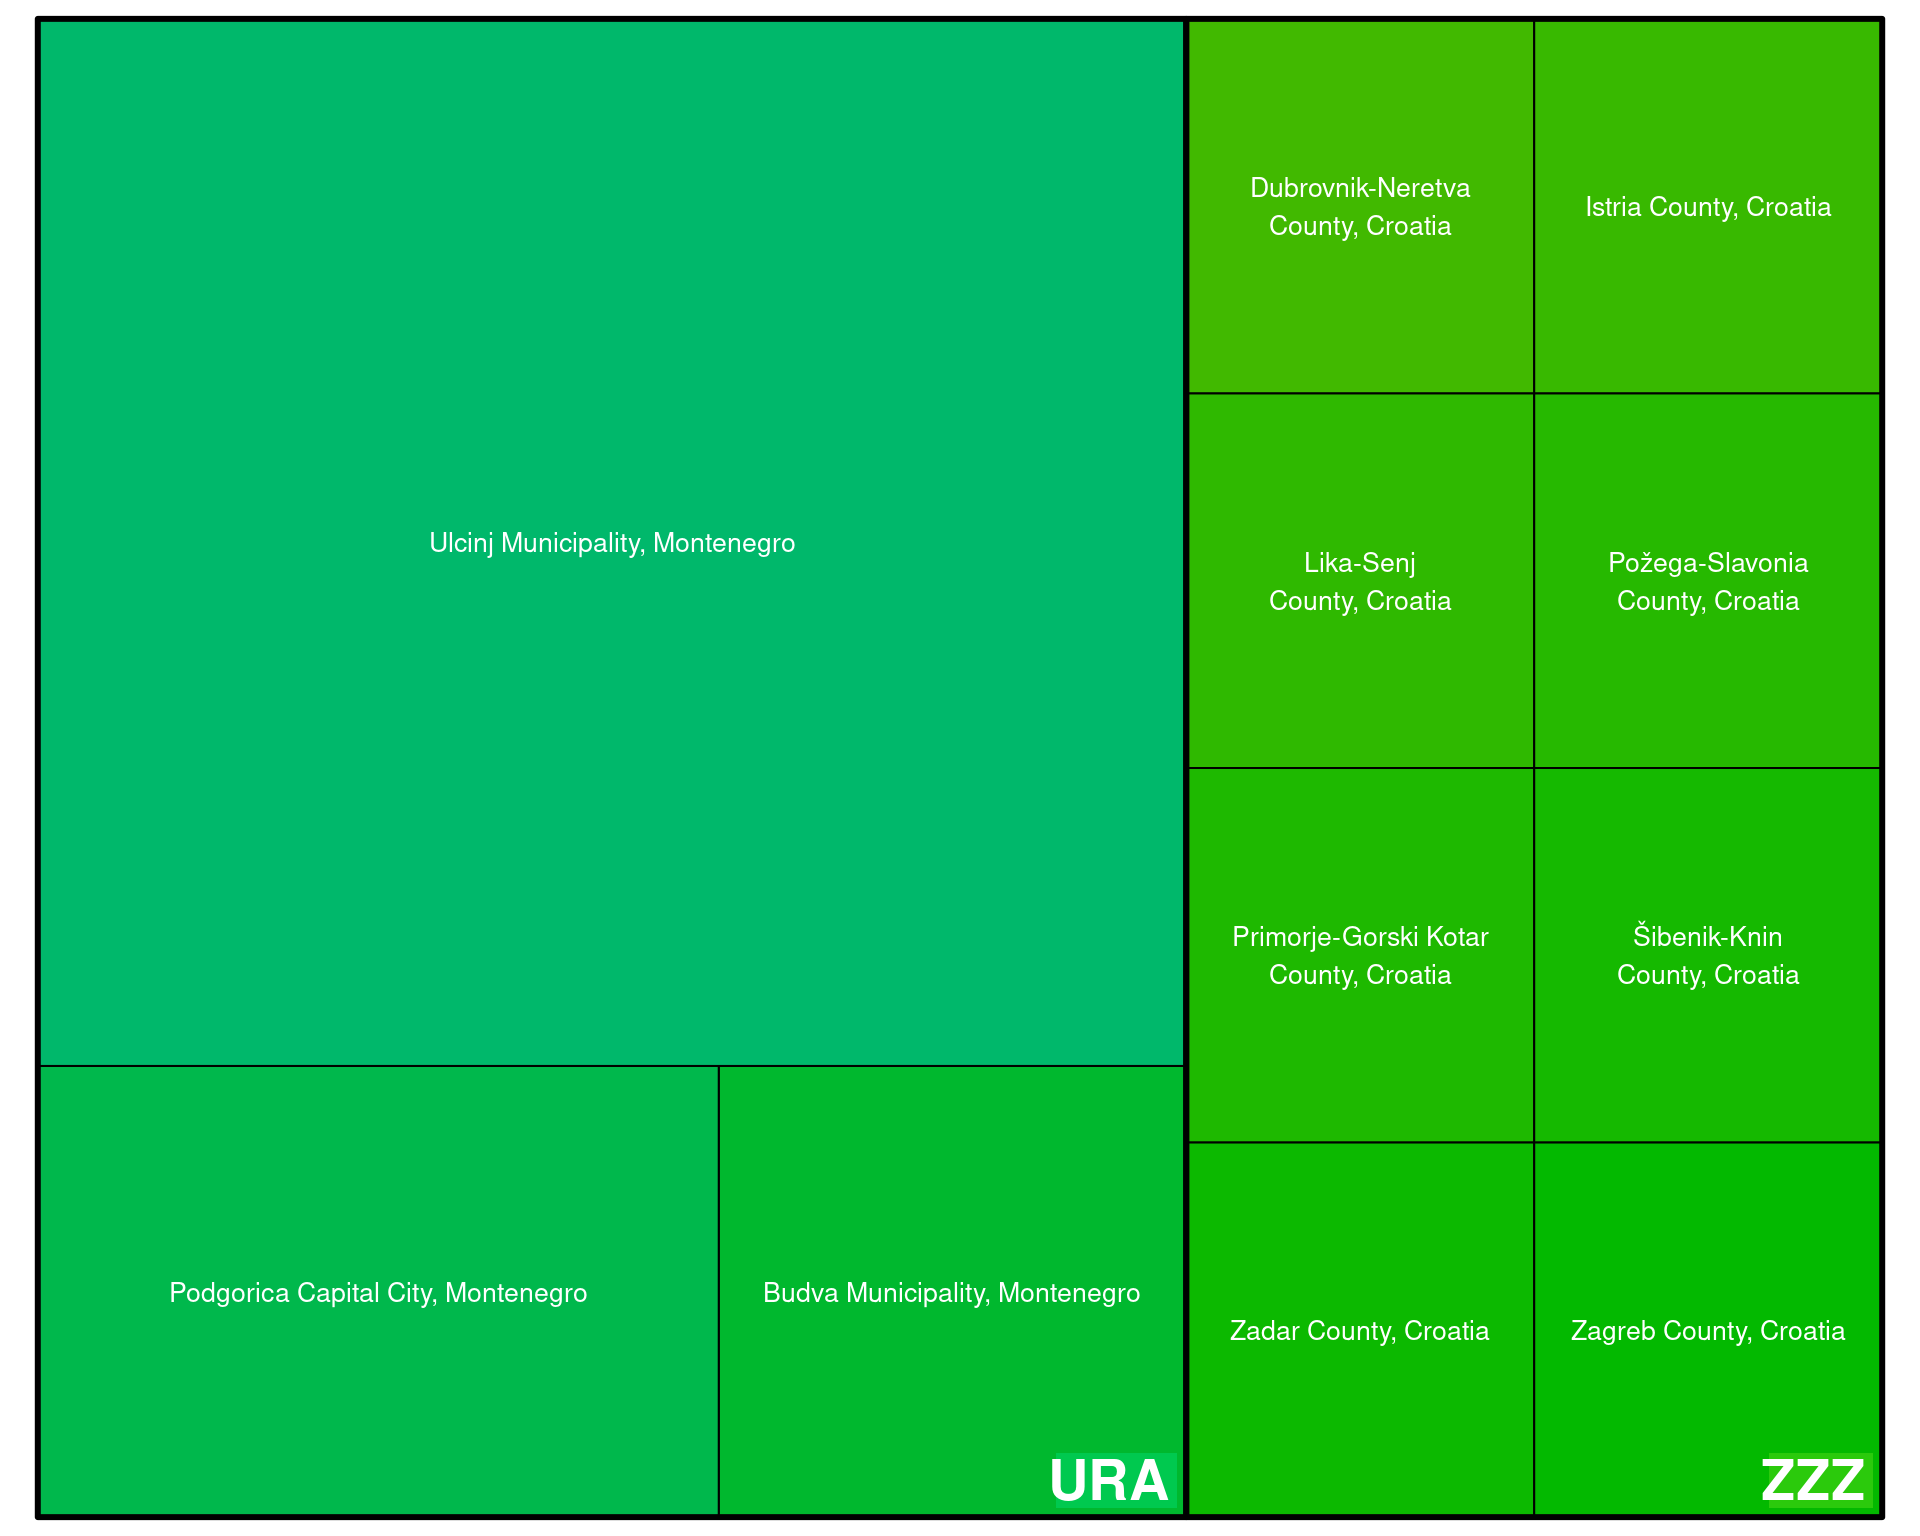 Dubrovnik-Neretva
County, Croatia
Istria County, Croatia
Ulcinj Municipality, Montenegro
Lika-Senj
County, Croatia
Požega-Slavonia
County, Croatia
Primorje-Gorski Kotar
County, Croatia
Šibenik-Knin
County, Croatia
Podgorica Capital City, Montenegro
Budva Municipality, Montenegro
Zadar County, Croatia
Zagreb County, Croatia
URA
ZZZ